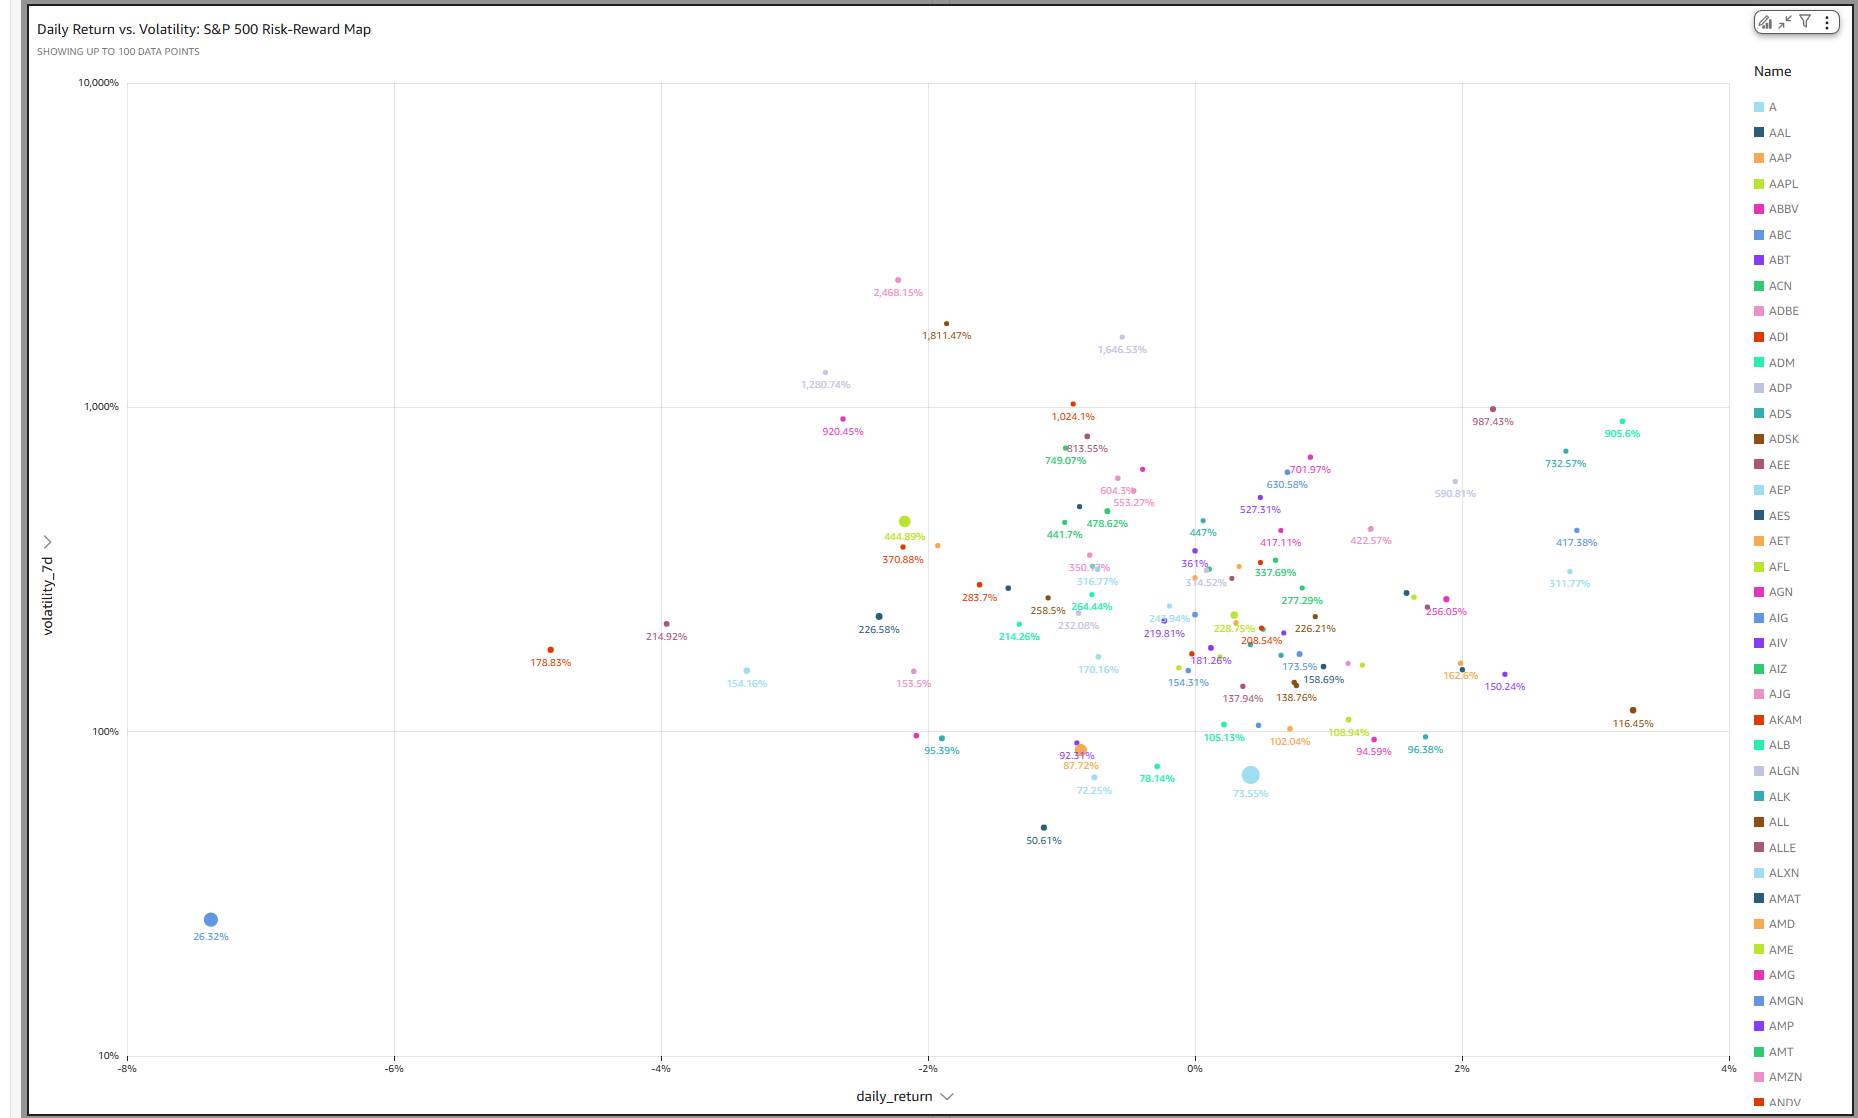 Daily Return vs. Volatility: S&P 500 Risk-Reward Map
SHOWING UP TO 100 DATA POINTS
volatility_7d
10,000%
1,000%
100%
10%
2,468.15%
1,811.47%
1,646.53%
1,280.74%
1,024.1%
920.45%
987.43%
905.6%
813.55%
749.07%
732.57%
701.97%
630.58%
604.3%
590.81%
553.27%
527.31%
478.62%
447%
444.89%
441.7%
422.57%
417.11%
417.38%
370.88%
361%
337.69%
316.77%
314.52%
311.77%
283.7%
277.29%
264.44%
258.5%
256.05%
232.08%
228.75%
226.58%
226.21%
219.81%
214.92%
214.26%
208.54%
181.26%
178.83%
173.5%
170.16%
162.6%
158.69%
154.31%
154.16%
153.5%
150.24%
138.76%
137.94%
116.45%
108.94%
105.13%
102.04%
96.38%
95.39%
94.59%
92.31%
87.72%
78.14%
73.55%
72.25%
50.61%
26.32%
-8%
-6%
-4%
-2%
0%
2%
4%
daily_return
Name
A
AAL
AAP
AAPL
ABBV
ABC
ABT
ACN
ADBE
ADI
ADM
ADP
ADS
ADSK
AEE
AEP
AES
AET
AFL
AGN
AIG
AIV
AIZ
AJG
AKAM
ALB
ALGN
ALK
ALL
ALLE
ALXN
AMAT
AMD
AME
AMG
AMGN
AMP
AMT
AMZN
ANDV